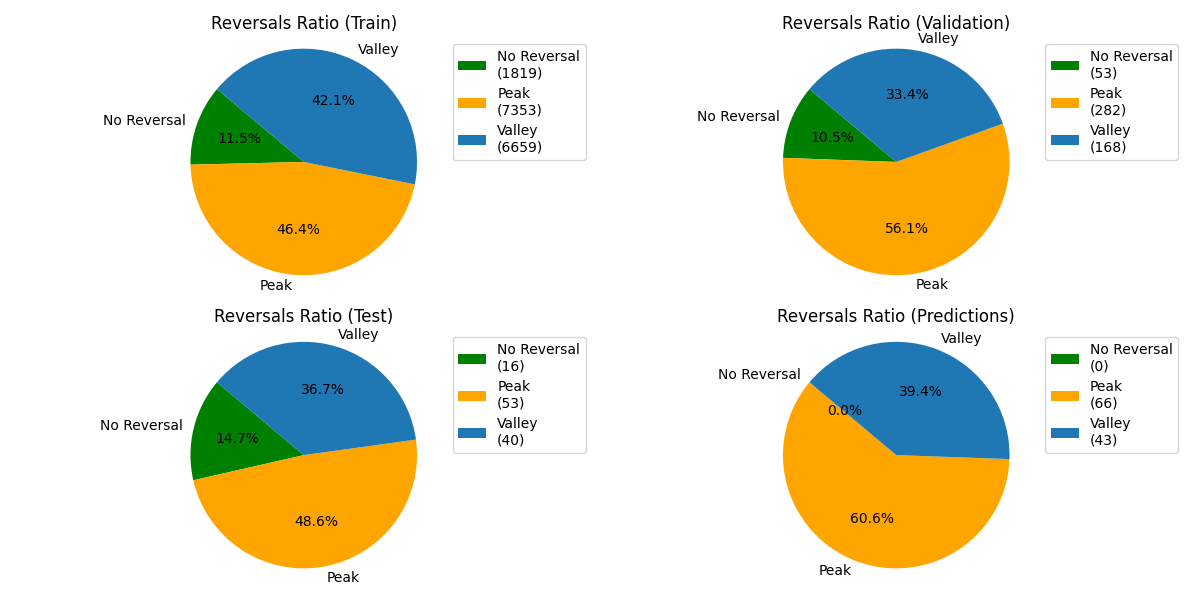 Reversals Ratio (Train)
Valley
42.1%
No Reversal
11.5%
46.4%
Peak
No Reversal
(1819)
Peak
(7353)
Valley
(6659)
Reversals Ratio (Validation)
Valley
33.4%
No Reversal
10.5%
56.1%
Peak
No Reversal
(53)
Peak
(282)
Valley
(168)
Reversals Ratio (Test)
Valley
36.7%
No Reversal
14.7%
48.6%
Peak
No Reversal
(16)
Peak
(53)
Valley
(40)
Reversals Ratio (Predictions)
Valley
No Reversal
39.4%
0.0%
60.6%
Peak
No Reversal
(0)
Peak
(66)
Valley
(43)